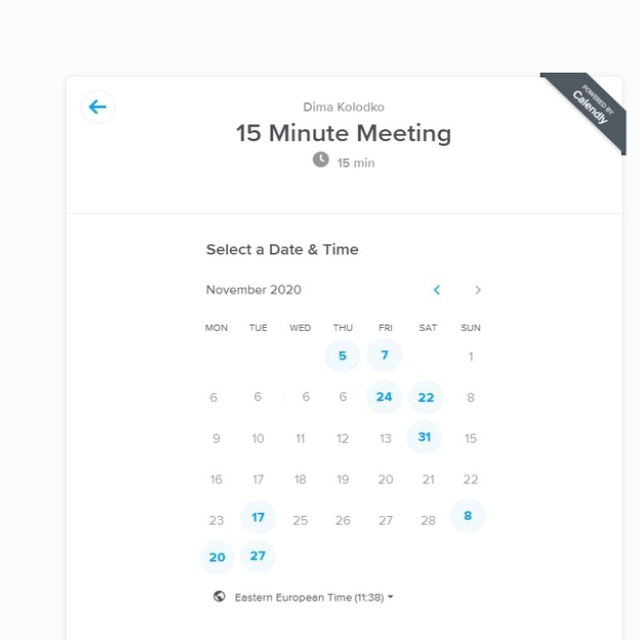 POWERED BY
Calendly
Dima Kolodko
15 Minute Meeting
15 min
Select a Date & Time
November 2020
MON TUE WED THU FRI SAT SUN
5 7 1
6 6 6 6 24 22 8
9 10 11 12 13 31 15
16 17 18 19 20 21 22
23 17 25 26 27 28 8
20 27
Eastern European Time (11:38)